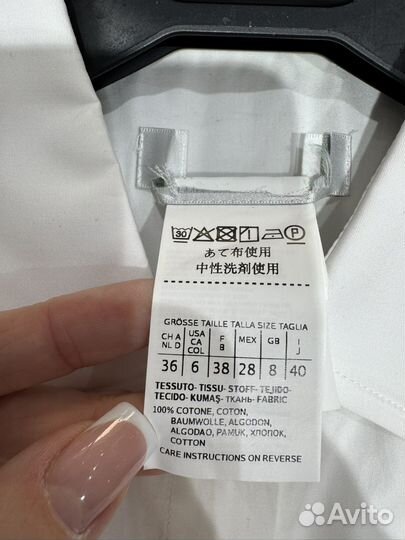 30 P
あて布使用
中性洗剤使用
GRÖSSE TAILLE TALLA SIZE TAGLIA
CH A NL D USA CA COL F B MEX GB I J
36 6 38 28 8 40
TESSUTO-TISSU-STOFF-TEJIDO-
TECIDO-KUMAŞ-ТКАНЬ-FABRIC
100% COTONE, COTON,
BAUMWOLLE, ALGODON,
ALGODAO, PAMUK, ХЛОПОК,
COTTON
CARE INSTRUCTIONS ON REVERSE
Avito